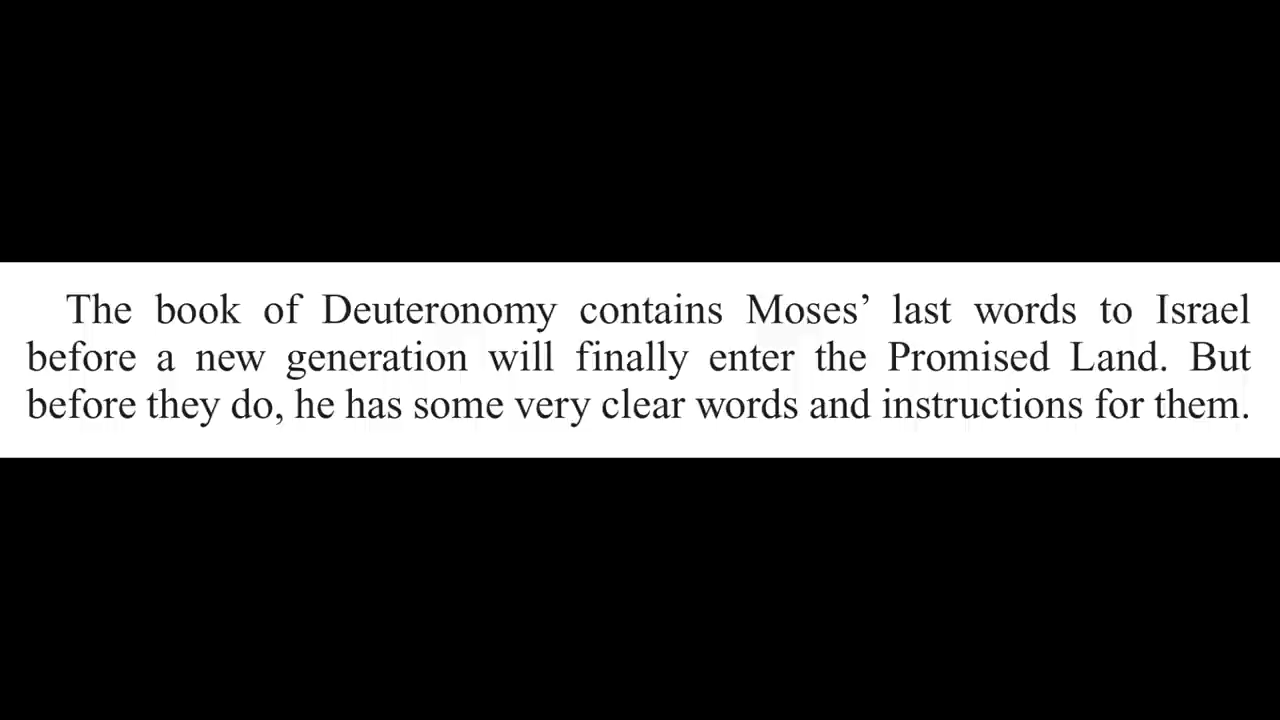 The book of Deuteronomy contains Moses’ last words to Israel
before a new generation will finally enter the Promised Land. But
before they do, he has some very clear words and instructions for them.